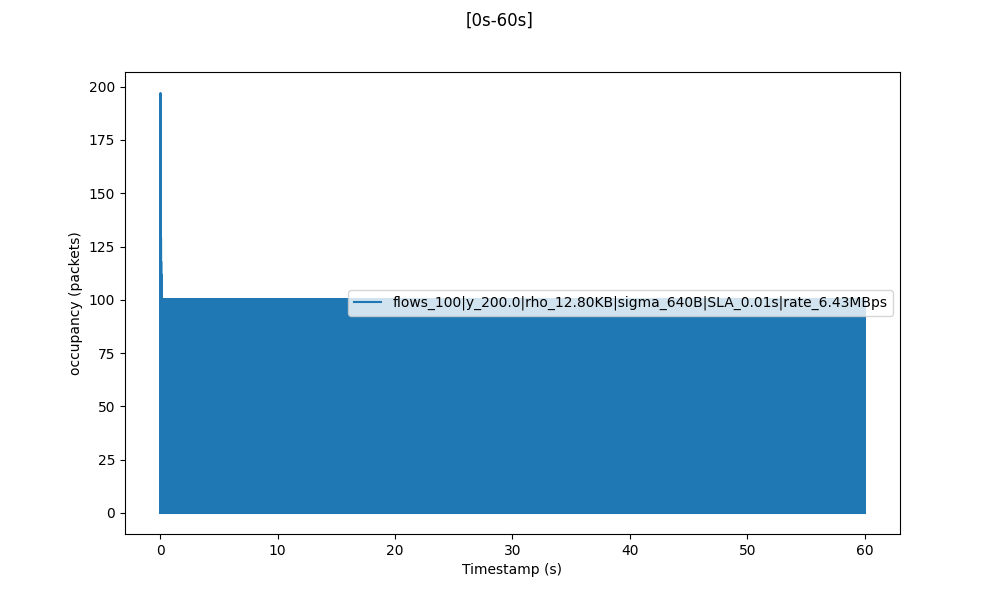 [0s-60s]
200
175
150
125
100
75
50
25
0
occupancy (packets)
flows_100|y_200.0|rho_12.80KB|sigma_640B|SLA_0.01s|rate_6.43MBps
0 10 20 30 40 50 60
Timestamp (s)